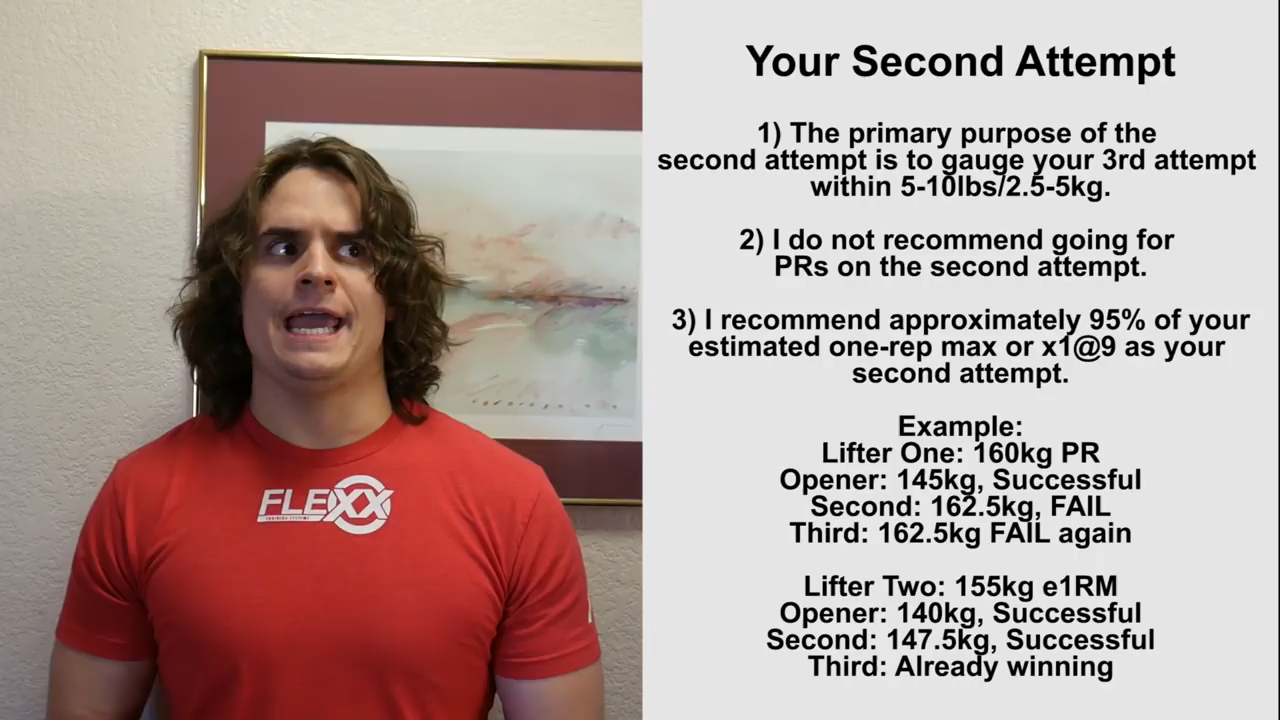 Your Second Attempt
1) The primary purpose of the
second attempt is to gauge your 3rd attempt
within 5-10lbs/2.5-5kg.
2) I do not recommend going for
PRs on the second attempt.
3) I recommend approximately 95% of your
estimated one-rep max or x1@9 as your
second attempt.
Example:
Lifter One: 160kg PR
Opener: 145kg, Successful
Second: 162.5kg, FAIL
Third: 162.5kg FAIL again
Lifter Two: 155kg e1RM
Opener: 140kg, Successful
Second: 147.5kg, Successful
Third: Already winning
FLEXX
TRAINING SYSTEMS